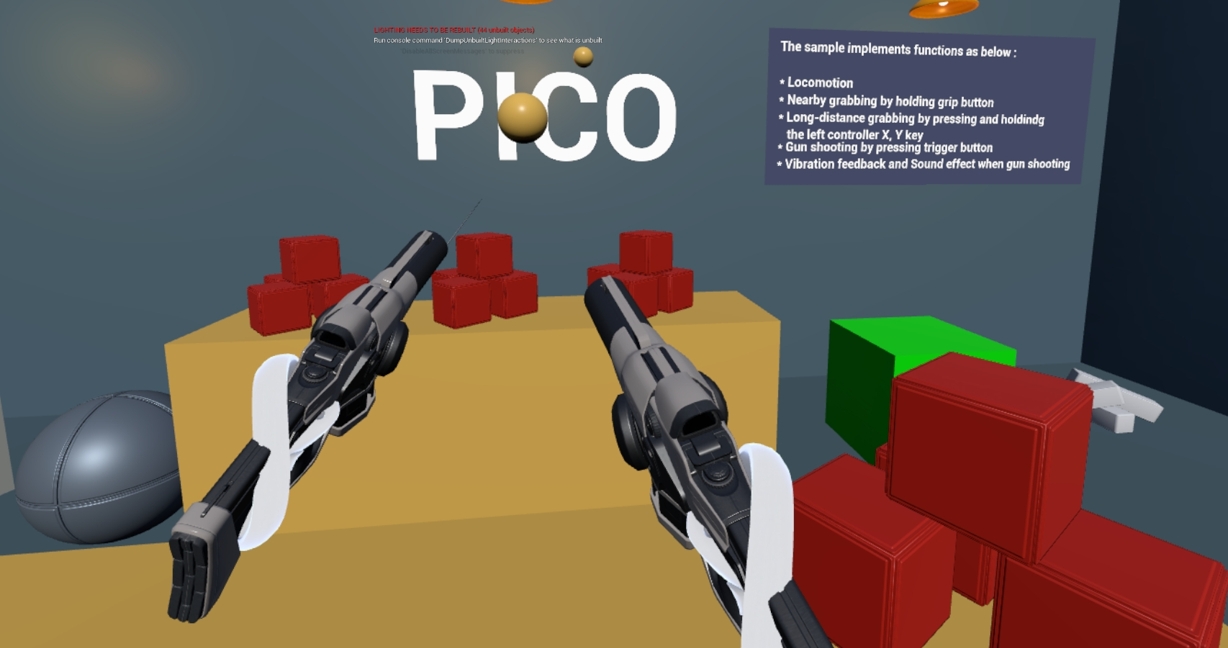 LIGHTING NEEDS TO BE REBUILT (44 unbuilt objects)
Run console command 'DumpUnbuiltLightInteractions' to see what is unbuilt
PICO
The sample implements functions as below :
* Locomotion
* Nearby grabbing by holding grip button
* Long-distance grabbing by pressing and holdindg
the left controller X, Y key
* Gun shooting by pressing trigger button
* Vibration feedback and Sound effect when gun shooting